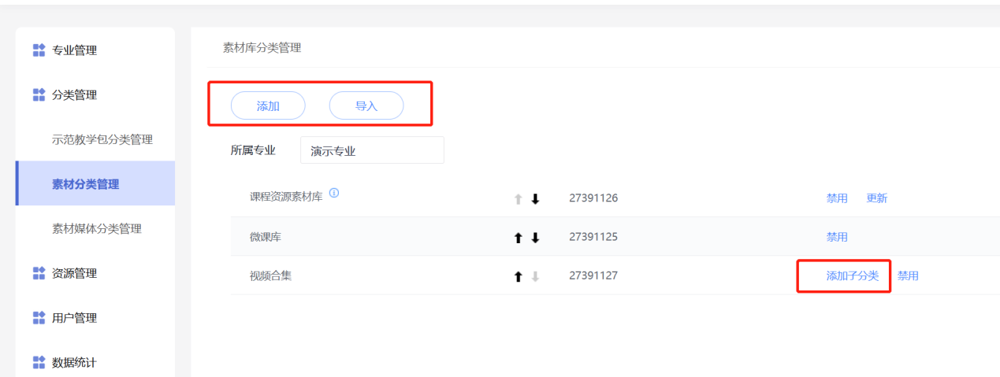 专业管理
分类管理
示范教学包分类管理
素材分类管理
素材媒体分类管理
资源管理
用户管理
数据统计
素材库分类管理
添加 导入
所属专业 演示专业
课程资源素材库 27391126 禁用 更新
微课库 27391125 禁用
视频合集 27391127 添加子分类 禁用